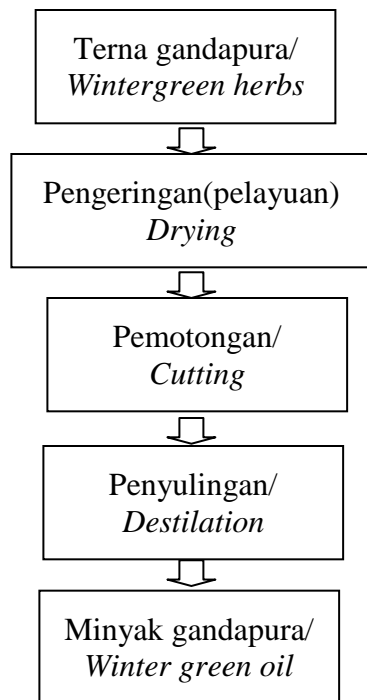 Terna gandapura/
Wintergreen herbs
Pengeringan(pelayuan)
Drying
Pemotongan/
Cutting
Penyulingan/
Destilation
Minyak gandapura/
Winter green oil